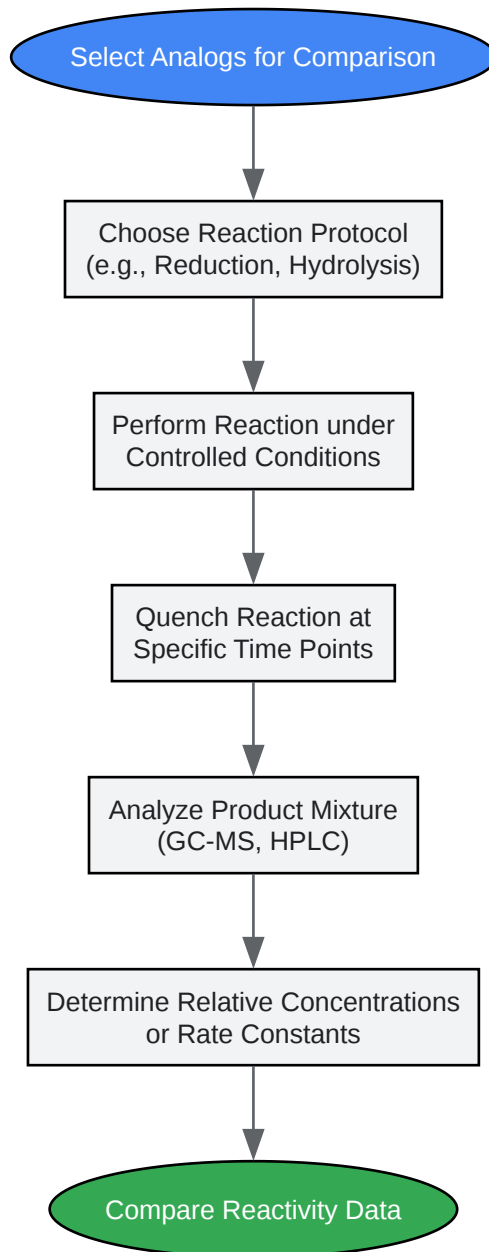 Select Analogs for Comparison
Choose Reaction Protocol
(e.g., Reduction, Hydrolysis)
Perform Reaction under
Controlled Conditions
Quench Reaction at
Specific Time Points
Analyze Product Mixture
(GC-MS, HPLC)
Determine Relative Concentrations
or Rate Constants
Compare Reactivity Data